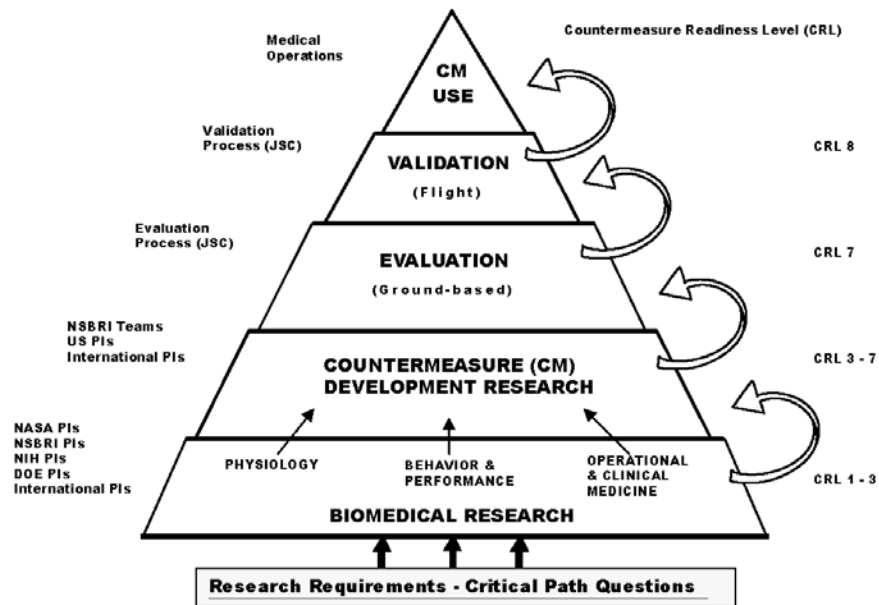 Medical
Operations
Countermeasure Readiness Level (CRL)
CM
USE
Validation
Process (JSC)
VALIDATION
(Flight)
CRL 8
Evaluation
Process (JSC)
EVALUATION
(Ground-based)
CRL 7
NSBRI Teams
US PIs
International PIs
COUNTERMEASURE (CM)
DEVELOPMENT RESEARCH
CRL 3 - 7
NASA PIs
NSBRI PIs
NIH PIs
DOE PIs
International PIs
PHYSIOLOGY
BEHAVIOR &
PERFORMANCE
OPERATIONAL
& CLINICAL
MEDICINE
CRL 1 - 3
BIOMEDICAL RESEARCH
Research Requirements - Critical Path Questions